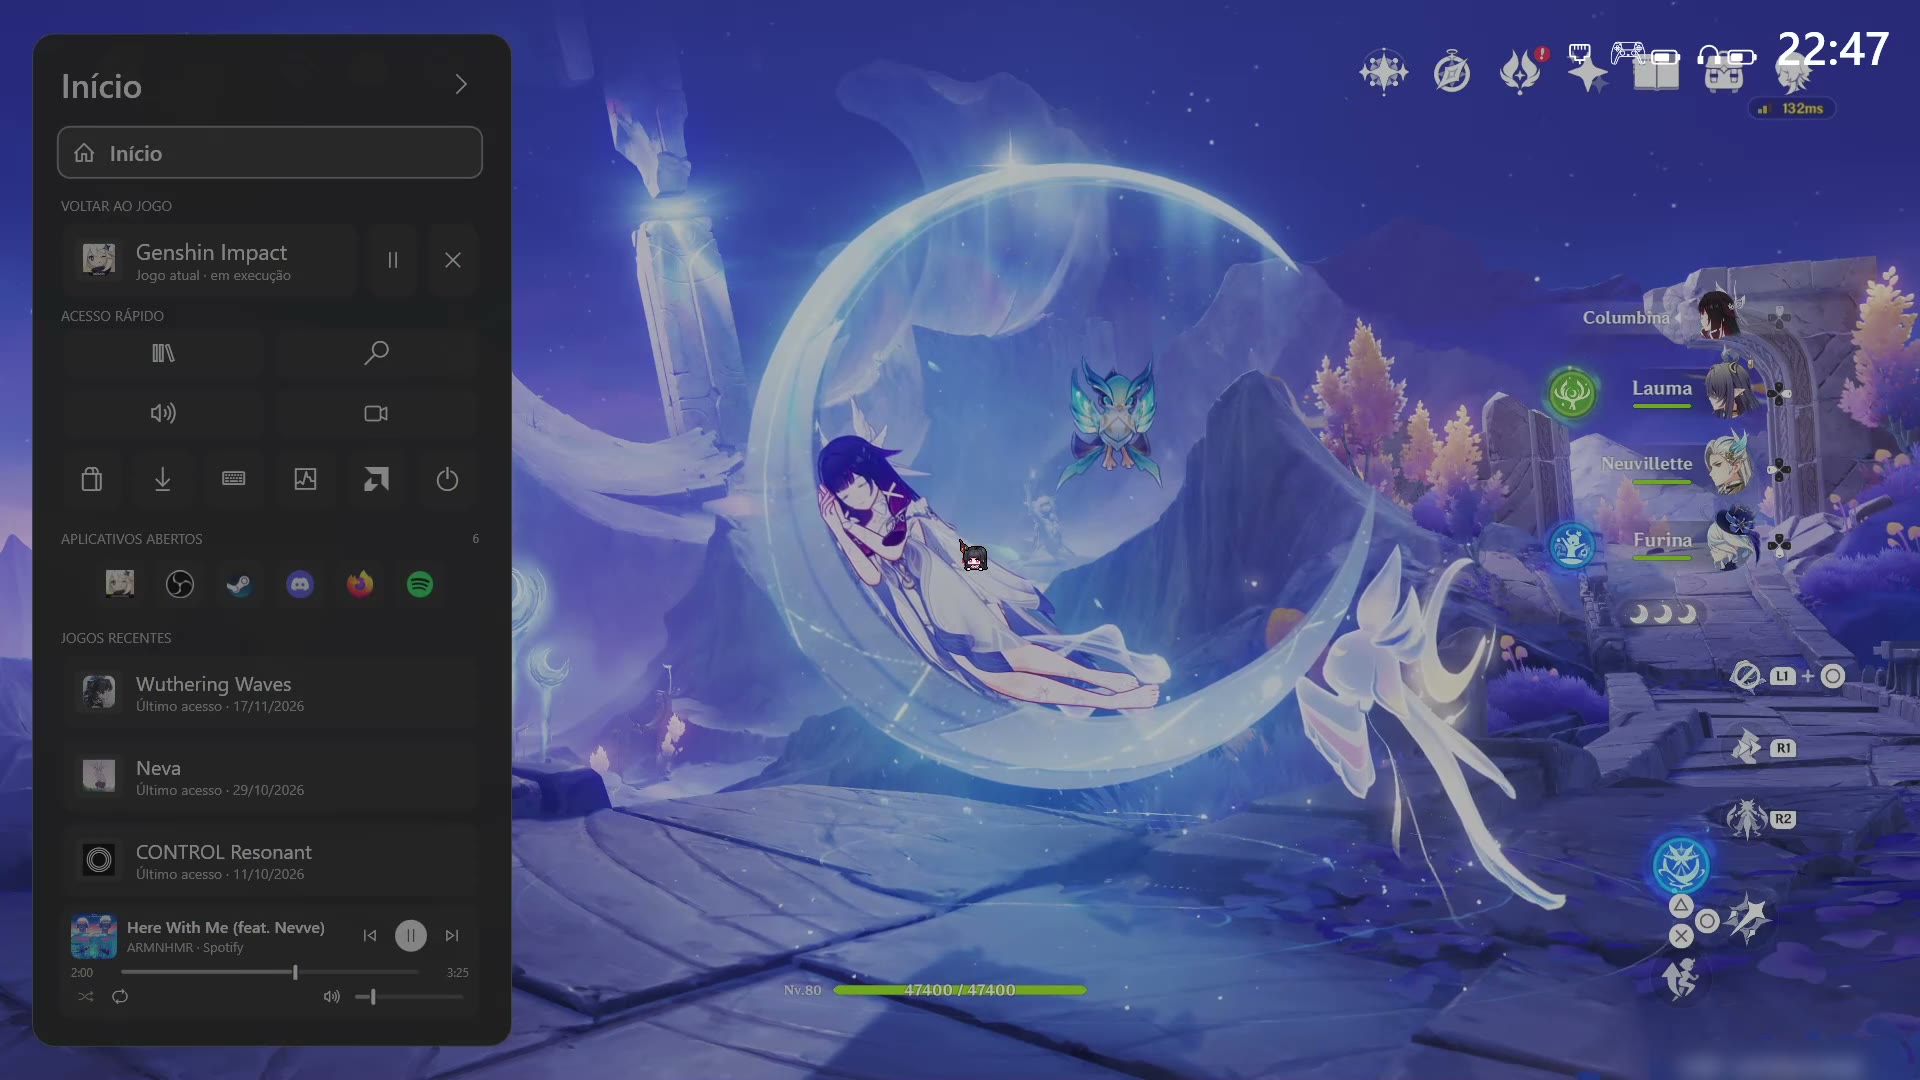 Início
Início
VOLTAR AO JOGO
Genshin Impact
Jogo atual · em execução
ACESSO RÁPIDO
APLICATIVOS ABERTOS
6
JOGOS RECENTES
Wuthering Waves
Último acesso · 17/11/2026
Neva
Último acesso · 29/10/2026
CONTROL Resonant
Último acesso · 11/10/2026
Here With Me (feat. Nevve)
ARMNHMR · Spotify
2:00
3:25
22:47
132ms
Columbina
Lauma
Neuvillette
Furina
L1 +
R1
R2
Nv.80
47400 / 47400